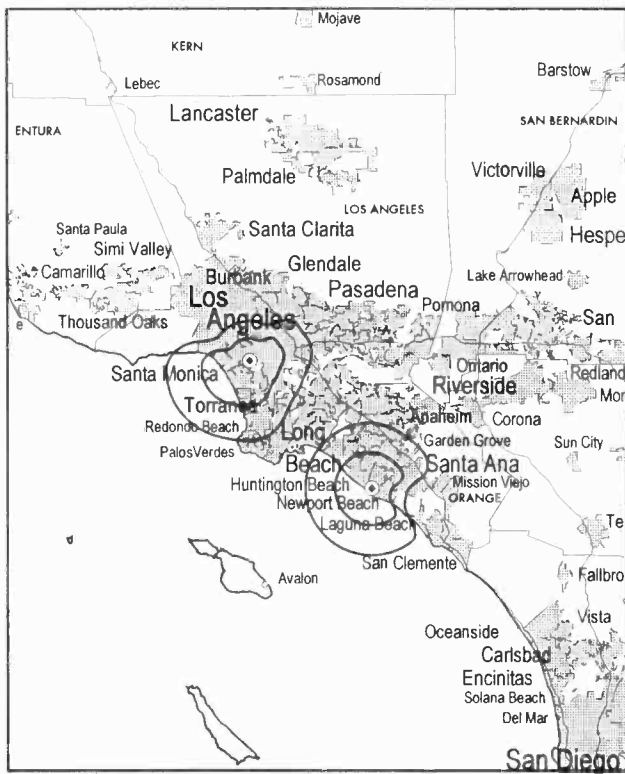 Mojave
KERN
Lebec
Rosamond
Barstow
Lancaster
SAN BERNARDIN
ENTURA
Victorville
Palmdale
Apple
LOS ANGELES
Santa Paula
Santa Clarita
Hespe
Simi Valley
Glendale
Camarillo
Burbank
Lake Arrowhead
Los
Pasadena
Pomona
e
Thousand Oaks
Angeles
San
Santa Monica
Ontario
Redland
Riverside
Mor
Torrance
Anaheim
Corona
Redondo Beach
Long
Garden Grove
Sun City
Palos Verdes
Beach
Santa Ana
Huntington Beach
Mission Viejo
Newport Beach
ORANGE
h
Laguna Beach
Te
San Clemente
Avalon
Fallbro
Vista
Oceanside
Carlsbad
Encinitas
Solana Beach
Del Mar
San Diego